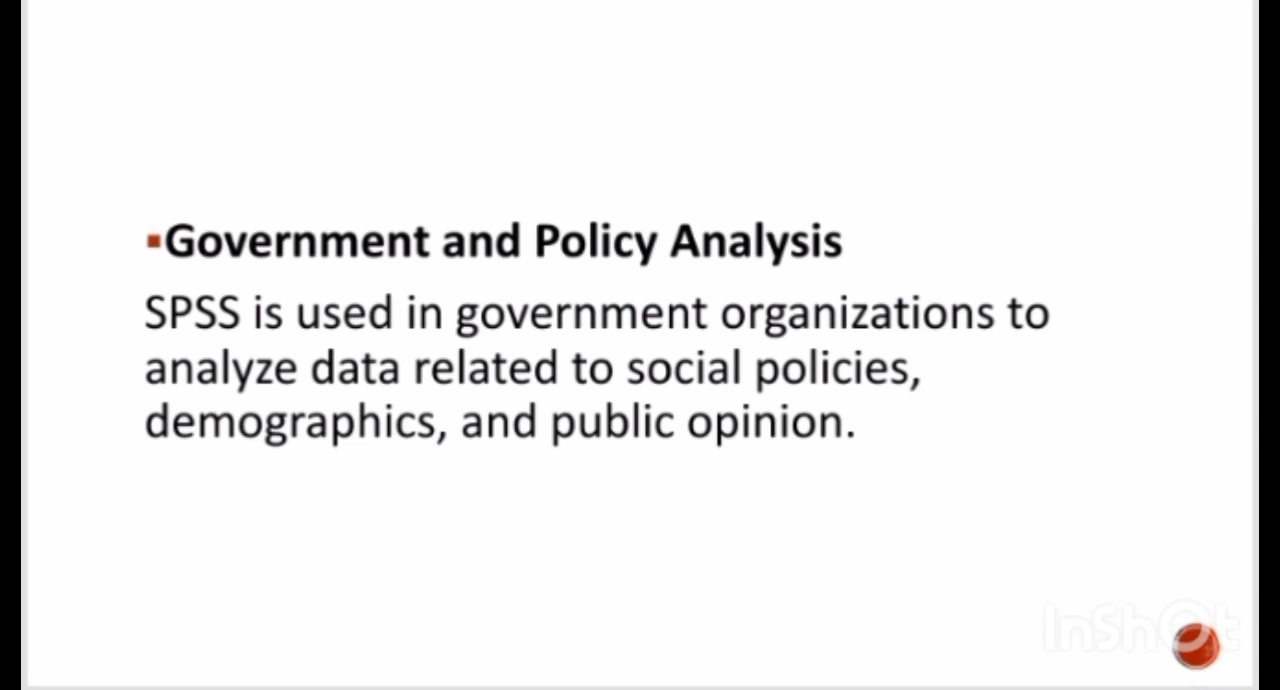 ▪Government and Policy Analysis
SPSS is used in government organizations to
analyze data related to social policies,
demographics, and public opinion.
InShOt